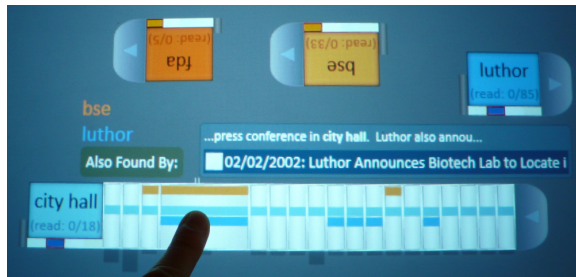 (read: 0/5)
fda
(read: 0/33)
bse
luthor
(read: 0/85)
bse
luthor
Also Found By:
...press conference in city hall. Luthor also annou...
02/02/2002: Luthor Announces Biotech Lab to Locate i
city hall
(read: 0/18)